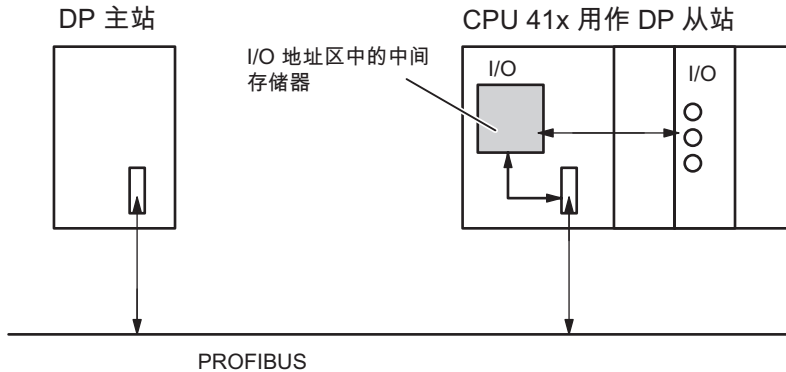 DP 主站
CPU 41x 用作 DP 从站
I/O 地址区中的中间
存储器
I/O
I/O
PROFIBUS